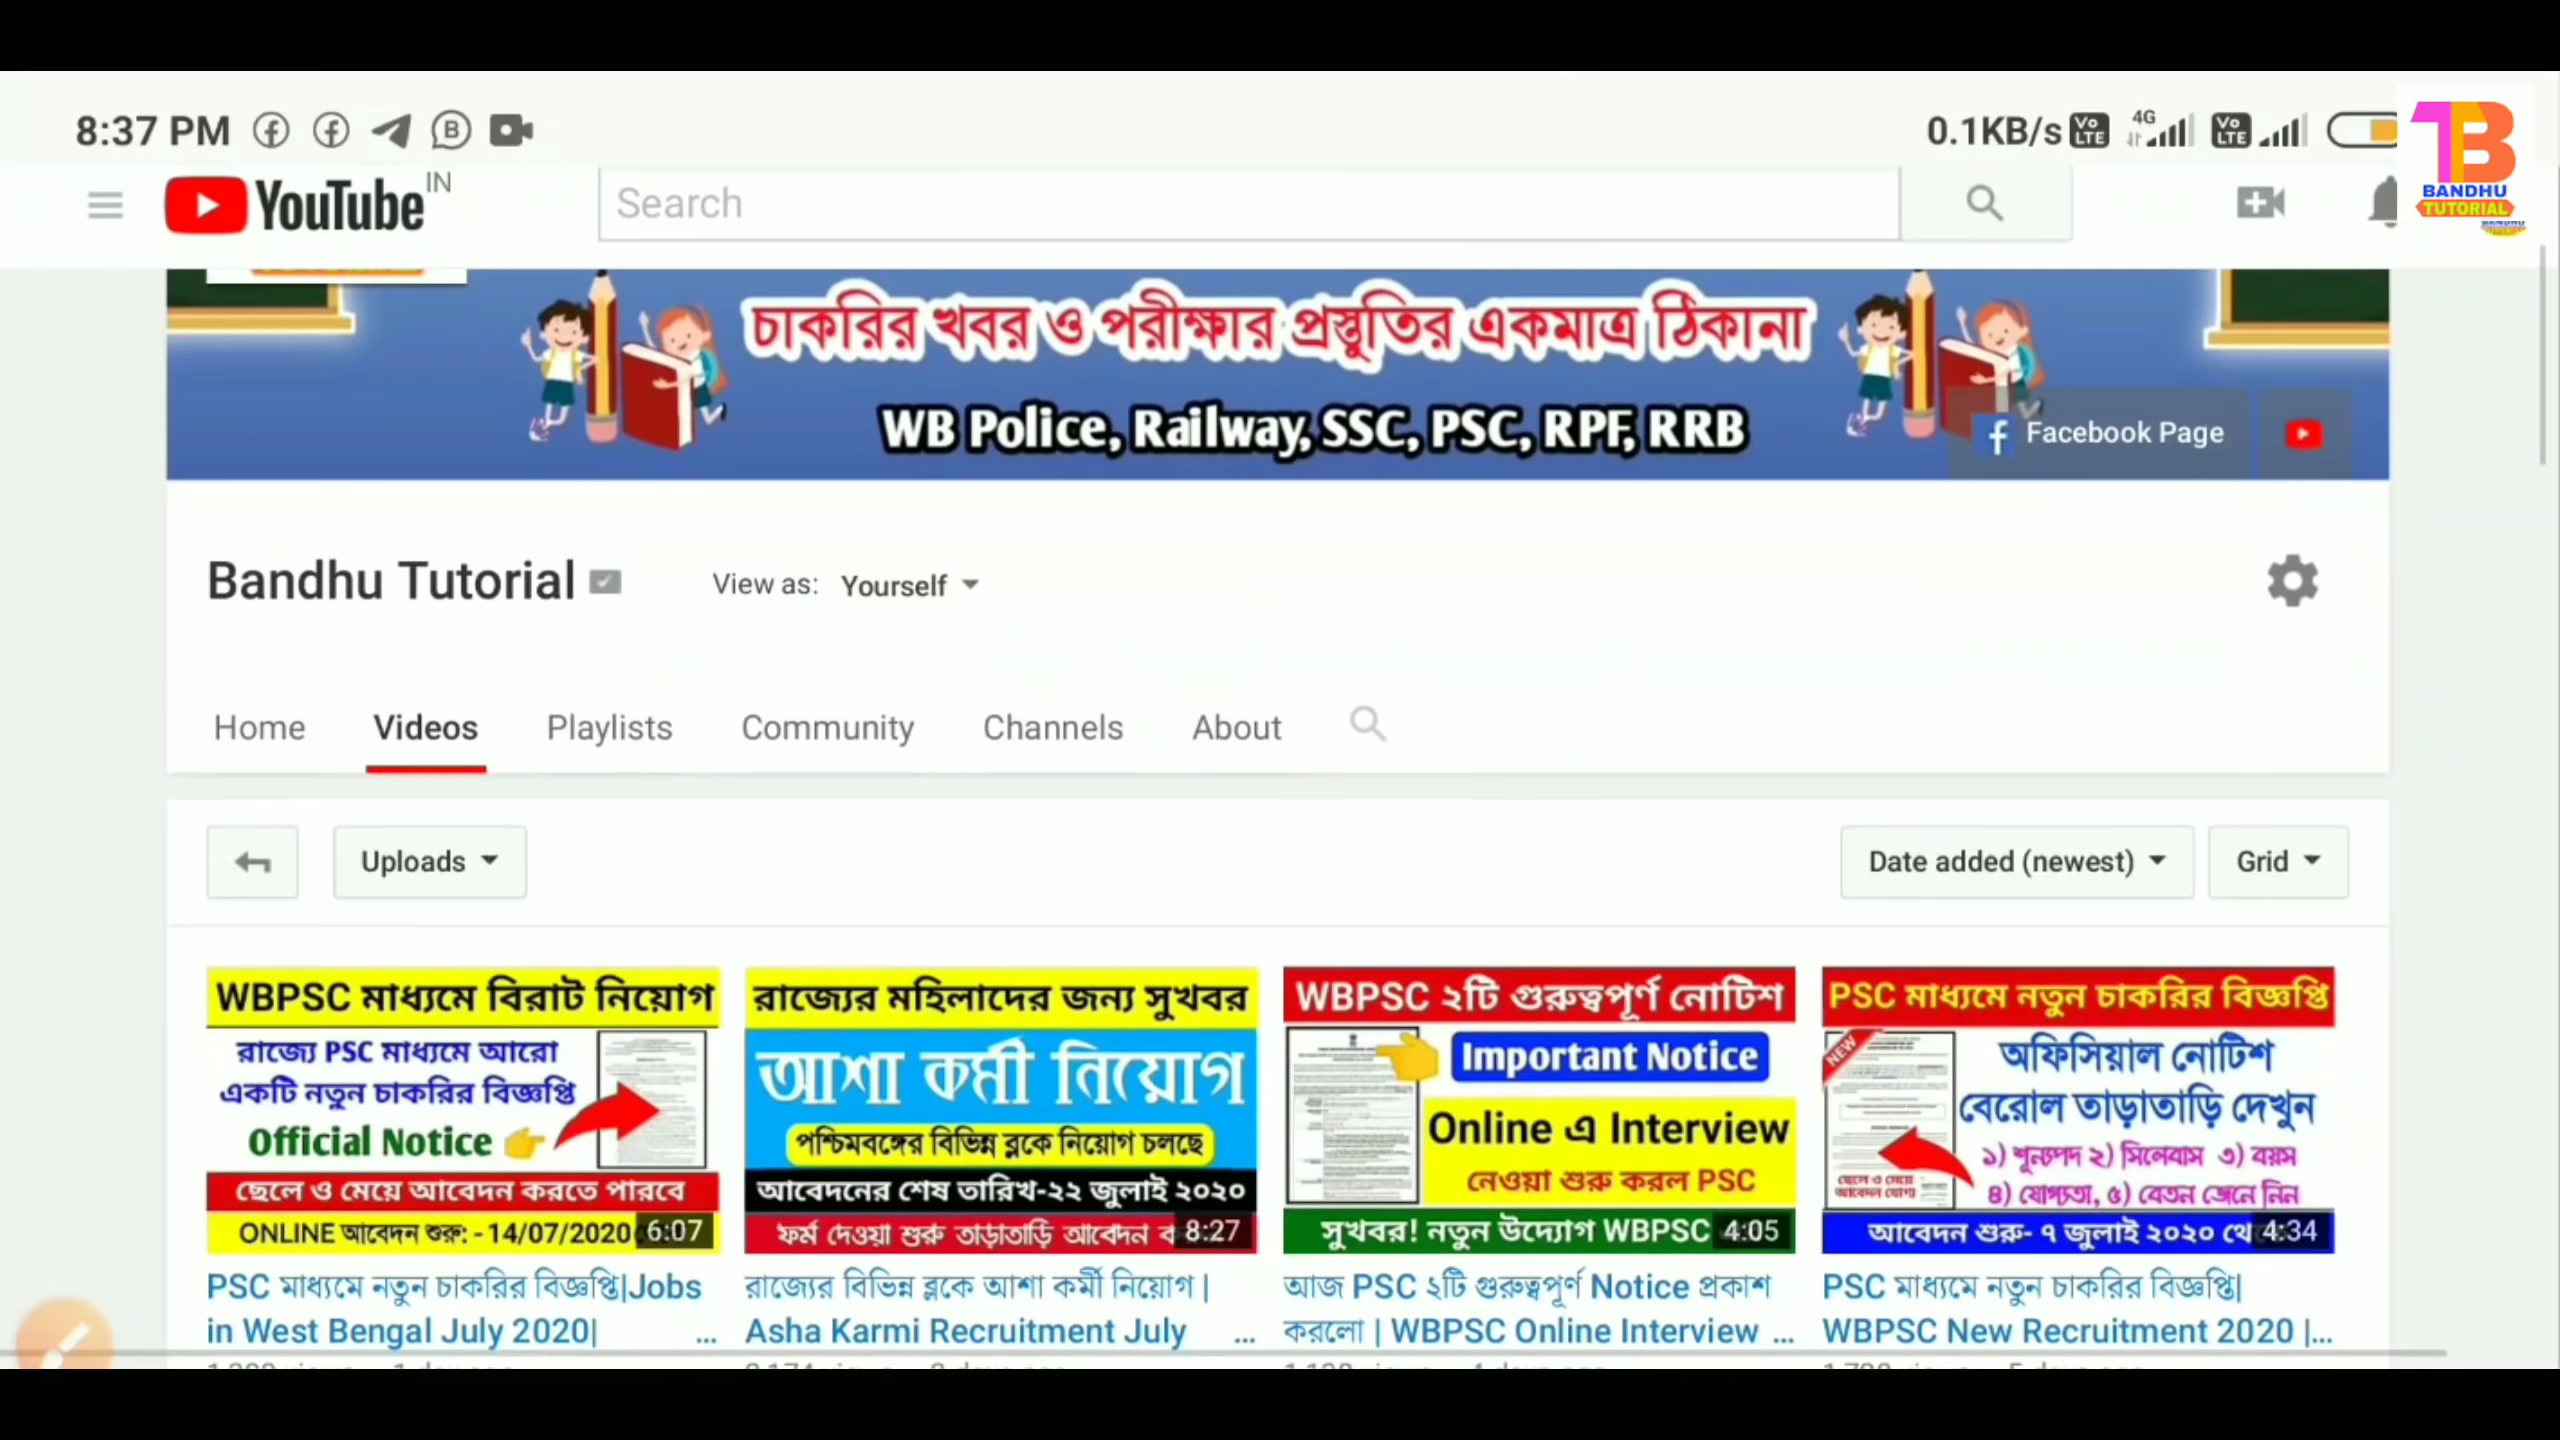 8:37 PM
0.1KB/s Vo LTE 4G Vo LTE
TB
BANDHU
TUTORIAL
YouTube IN
Search
চাকরির খবর ও পরীক্ষার প্রস্তুতির একমাত্র ঠিকানা
WB Police, Railway, SSC, PSC, RPF, RRB
Facebook Page
Bandhu Tutorial
View as: Yourself
Home Videos Playlists Community Channels About
Uploads
Date added (newest)
Grid
WBPSC মাধ্যমে বিরাট নিয়োগ
রাজ্যে PSC মাধ্যমে আরো
একটি নতুন চাকরির বিজ্ঞপ্তি
Official Notice
ছেলে ও মেয়ে আবেদন করতে পারবে
ONLINE আবেদন শুরু: - 14/07/2020
6:07
PSC মাধ্যমে নতুন চাকরির বিজ্ঞপ্তি|Jobs
in West Bengal July 2020| ...
রাজ্যের মহিলাদের জন্য সুখবর
আশা কর্মী নিয়োগ
পশ্চিমবঙ্গের বিভিন্ন ব্লকে নিয়োগ চলছে
আবেদনের শেষ তারিখ-২২ জুলাই ২০২০
ফর্ম দেওয়া শুরু তাড়াতাড়ি আবেদন
8:27
রাজ্যের বিভিন্ন ব্লকে আশা কর্মী নিয়োগ |
Asha Karmi Recruitment July ...
WBPSC ২টি গুরুত্বপূর্ণ নোটিশ
Important Notice
Online এ Interview
নেওয়া শুরু করল PSC
সুখবর! নতুন উদ্যোগ WBPSC
4:05
আজ PSC ২টি গুরুত্বপূর্ণ Notice প্রকাশ
করলো | WBPSC Online Interview ...
PSC মাধ্যমে নতুন চাকরির বিজ্ঞপ্তি
NEW
অফিসিয়াল নোটিশ
বেরোল তাড়াতাড়ি দেখুন
১) শূন্যপদ ২) সিলেবাস ৩) বয়স
৪) যোগ্যতা, ৫) বেতন জেনে নিন
ছেলে ও মেয়ে
আবেদন যোগ্য
আবেদন শুরু- ৭ জুলাই ২০২০ থে
4:34
PSC মাধ্যমে নতুন চাকরির বিজ্ঞপ্তি|
WBPSC New Recruitment 2020 |...